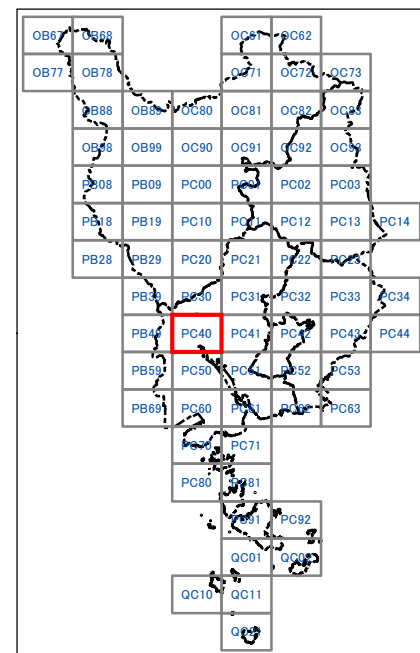 OB67 OB68 OC61 OC62
OB77 OB78 OC71 OC72 OC73
OB88 OB89 OC80 OC81 OC82 OC83
OB98 OB99 OC90 OC91 OC92 OC93
PB08 PB09 PC00 PC01 PC02 PC03
PB18 PB19 PC10 PC11 PC12 PC13 PC14
PB28 PB29 PC20 PC21 PC22 PC23
PB39 PC30 PC31 PC32 PC33 PC34
PB49 PC40 PC41 PC42 PC43 PC44
PB59 PC50 PC51 PC52 PC53
PB69 PC60 PC61 PC62 PC63
PC70 PC71
PC80 PC81
PC91 PC92
QC01 QC02
QC10 QC11
QC21